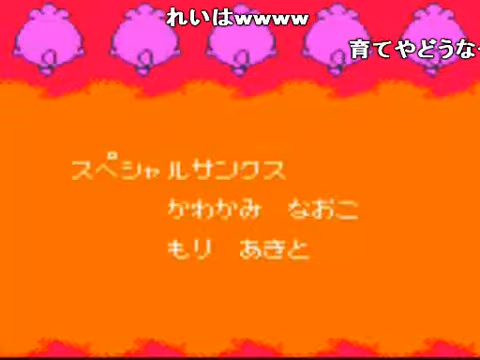 れいはwwww
育てやどうな
スペシャルサンクス
かわかみ なおこ
もり あきと